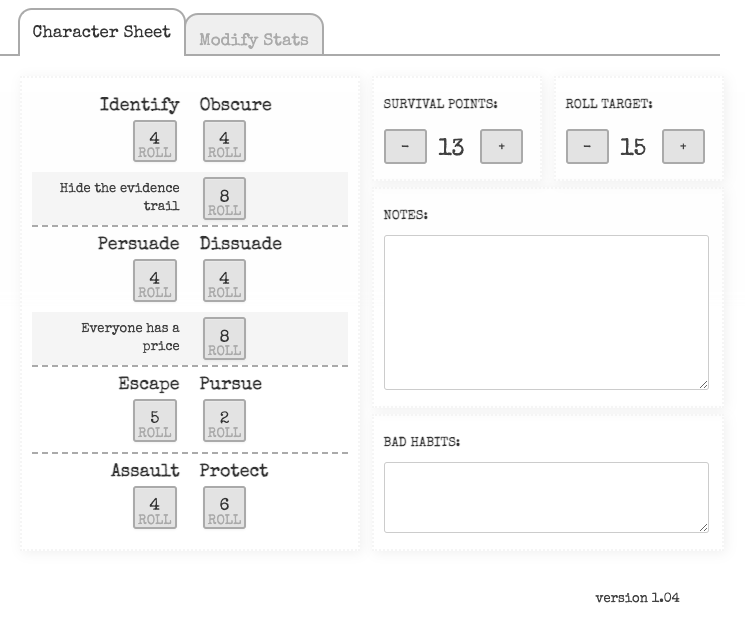 Character Sheet
Modify Stats
Identify Obscure
4 4
ROLL ROLL
Hide the evidence
trail
8
ROLL
Persuade Dissuade
4 4
ROLL ROLL
Everyone has a
price
8
ROLL
Escape Pursue
5 2
ROLL ROLL
Assault Protect
4 6
ROLL ROLL
SURVIVAL POINTS:
- 13 +
ROLL TARGET:
- 15 +
NOTES:
BAD HABITS:
version 1.04